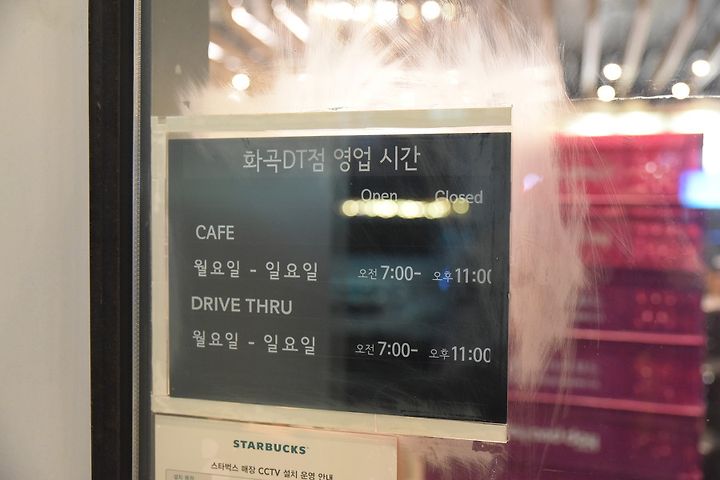 화곡DT점 영업 시간
Open Closed
CAFE
월요일 - 일요일 오전 7:00- 오후 11:00
DRIVE THRU
월요일 - 일요일 오전 7:00- 오후 11:00
STARBUCKS
스타벅스 매장 CCTV 설치 운영 안내